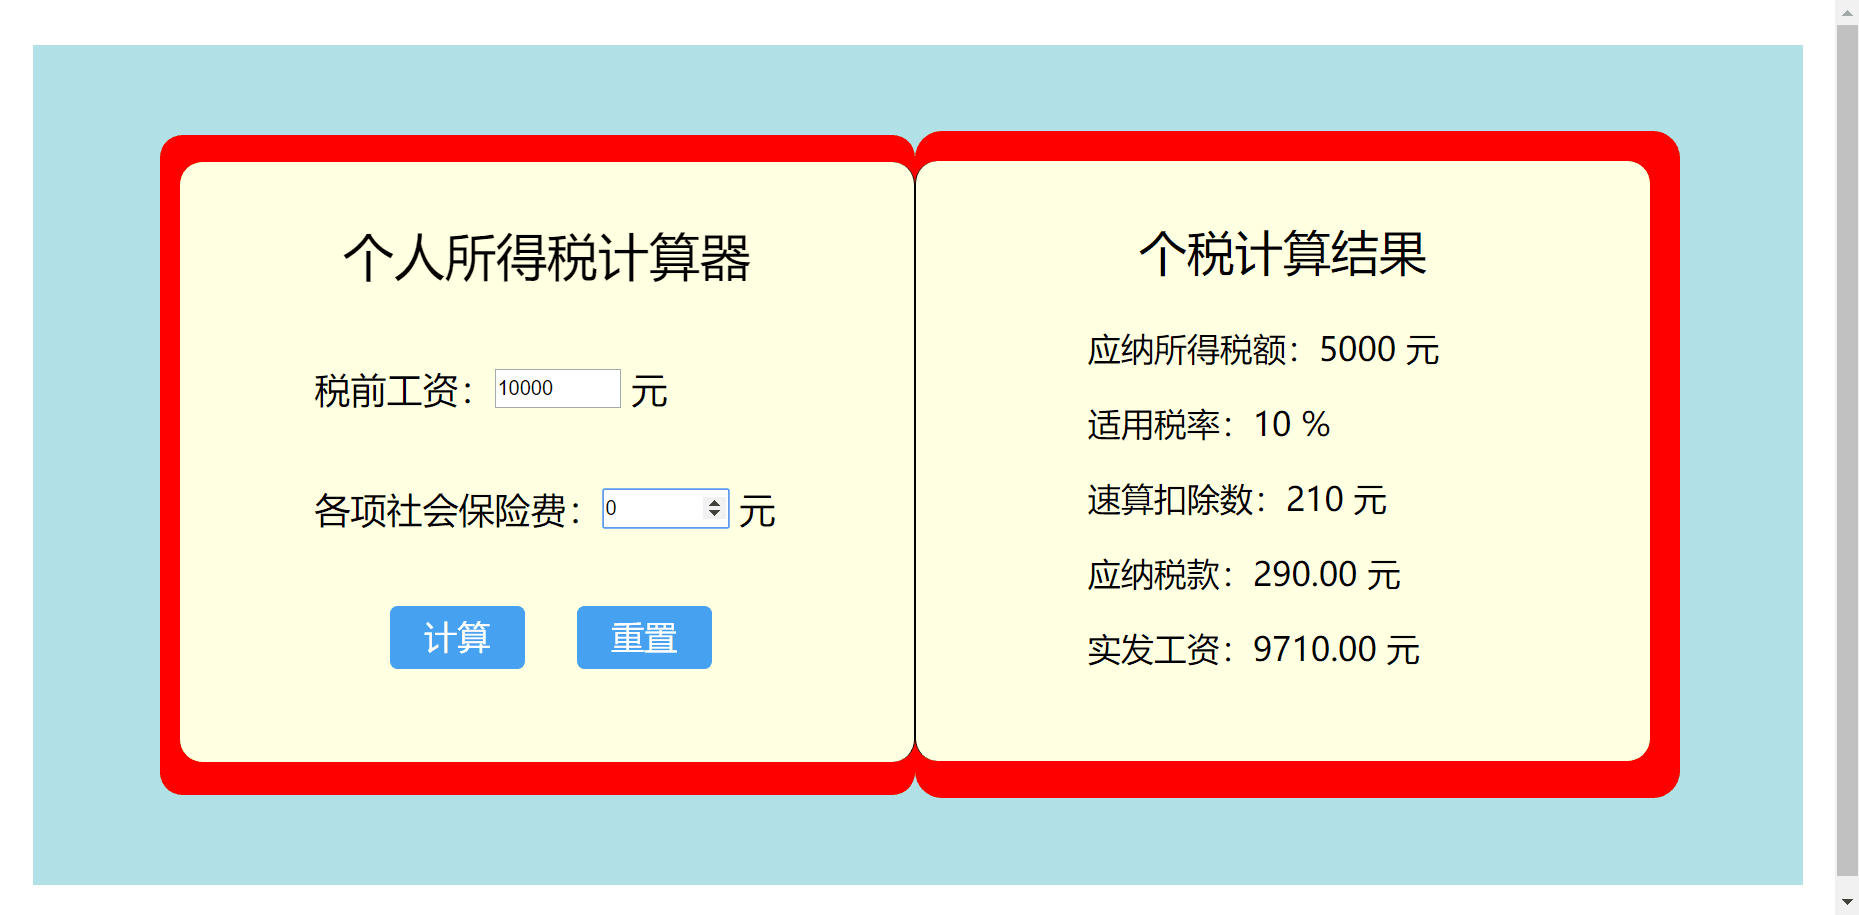 个人所得税计算器
税前工资：10000 元
各项社会保险费：0 元
计算 重置
个税计算结果
应纳所得税额：5000 元
适用税率：10 %
速算扣除数：210 元
应纳税款：290.00 元
实发工资：9710.00 元